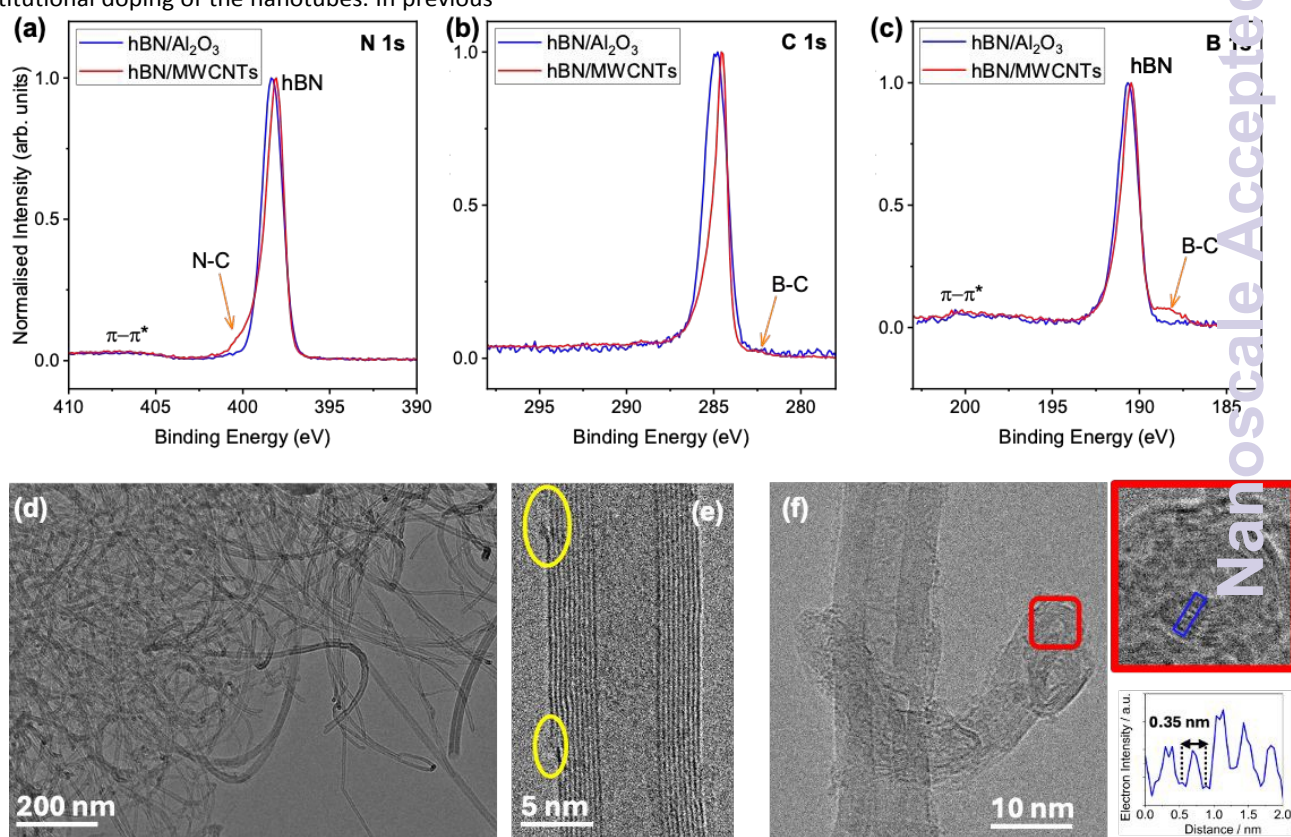 titutional doping of the nanotubes. In previous
(a)
hBN/Al₂O₃
hBN/MWCNTs
N 1s
hBN
N-C
π–π*
Normalised Intensity (arb. units)
1.0
0.5
0.0
410
405
400
395
390
Binding Energy (eV)
(b)
hBN/Al₂O₃
hBN/MWCNTs
C 1s
B-C
1.0
0.5
0.0
295
290
285
280
Binding Energy (eV)
(c)
hBN/Al₂O₃
hBN/MWCNTs
B 1s
hBN
B-C
π–π*
1.0
0.5
0.0
200
195
190
185
Binding Energy (eV)
Nanoscale Accepted
(d)
200 nm
(e)
5 nm
(f)
10 nm
0.35 nm
Electron Intensity / a.u.
0.0
0.5
1.0
1.5
2.0
Distance / nm